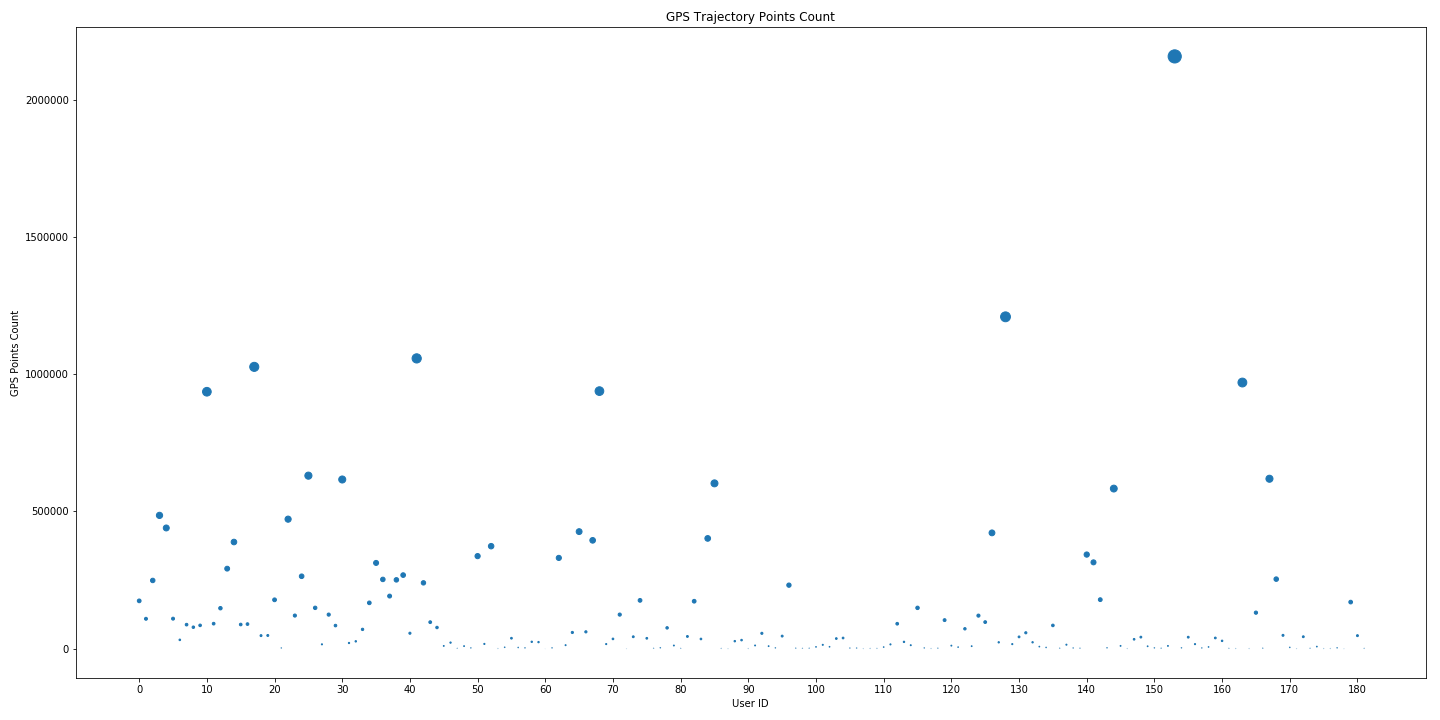 GPS Trajectory Points Count
GPS Points Count
2000000
1500000
1000000
500000
0
0 10 20 30 40 50 60 70 80 90 100 110 120 130 140 150 160 170 180
User ID